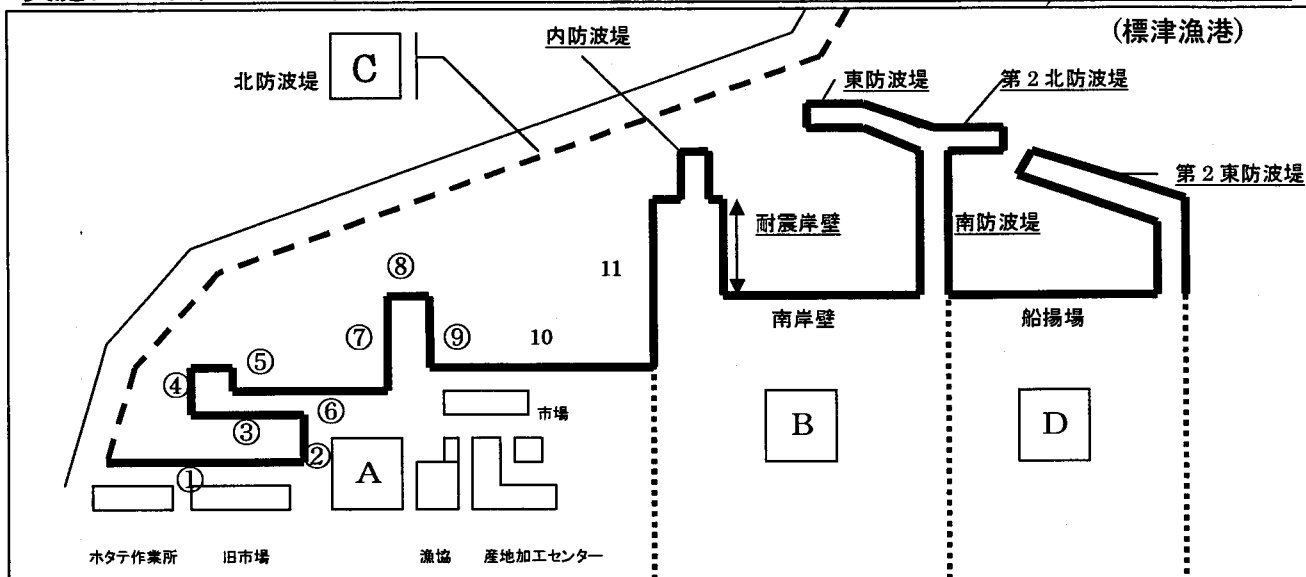 (標津漁港)
内防波堤
北防波堤
C
東防波堤
第2北防波堤
第2東防波堤
耐震岸壁
南防波堤
11
⑧
南岸壁
船揚場
⑦
⑨
10
⑤
④
⑥
市場
③
B
D
②
A
①
ホタテ作業所
旧市場
漁協
産地加工センター